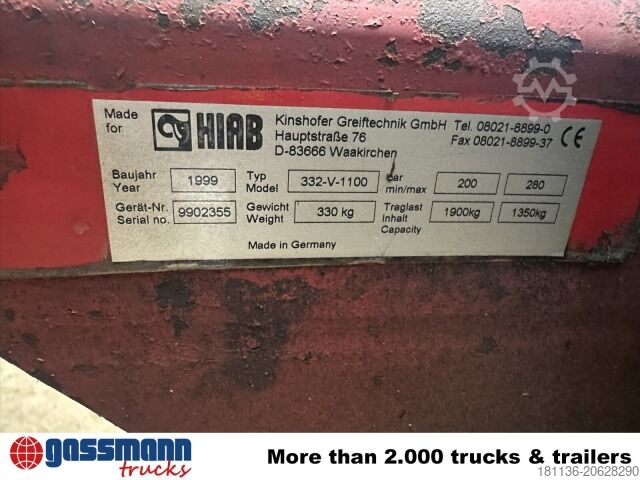 Made for HIAB Kinshofer Greiftechnik GmbH Tel. 08021-8899-0
Hauptstraße 76 Fax 08021-8899-37 CE
D-83666 Waakirchen
Baujahr Year 1999 Typ Model 332-V-1100 bar min/max 200 280
Gerät-Nr. Serial no. 9902355 Gewicht Weight 330 kg Traglast Inhalt Capacity 1900kg 1350kg
Made in Germany
gassmann trucks More than 2.000 trucks & trailers
181136-20628290